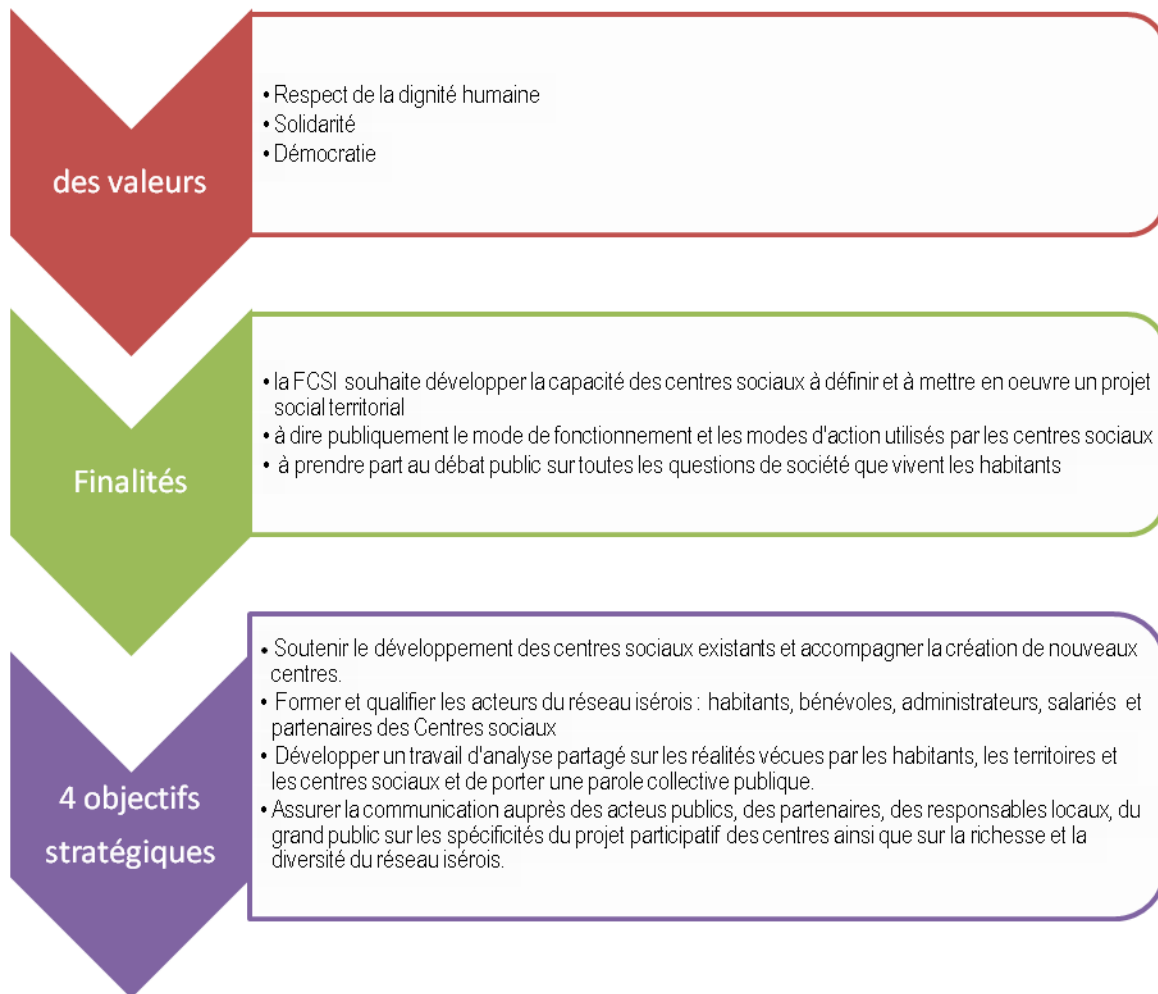 des valeurs
• Respect de la dignité humaine
• Solidarité
• Démocratie
Finalités
• la FCSI souhaite développer la capacité des centres sociaux à définir et à mettre en oeuvre un projet
social territorial
• à dire publiquement le mode de fonctionnement et les modes d'action utilisés par les centres sociaux
• à prendre part au débat public sur toutes les questions de société que vivent les habitants
4 objectifs
stratégiques
• Soutenir le développement des centres sociaux existants et accompagner la création de nouveaux
centres.
• Former et qualifier les acteurs du réseau isérois : habitants, bénévoles, administrateurs, salariés et
partenaires des Centres sociaux
• Développer un travail d'analyse partagé sur les réalités vécues par les habitants, les territoires et
les centres sociaux et de porter une parole collective publique.
• Assurer la communication auprès des acteus publics, des partenaires, des responsables locaux, du
grand public sur les spécificités du projet participatif des centres ainsi que sur la richesse et la
diversité du réseau isérois.